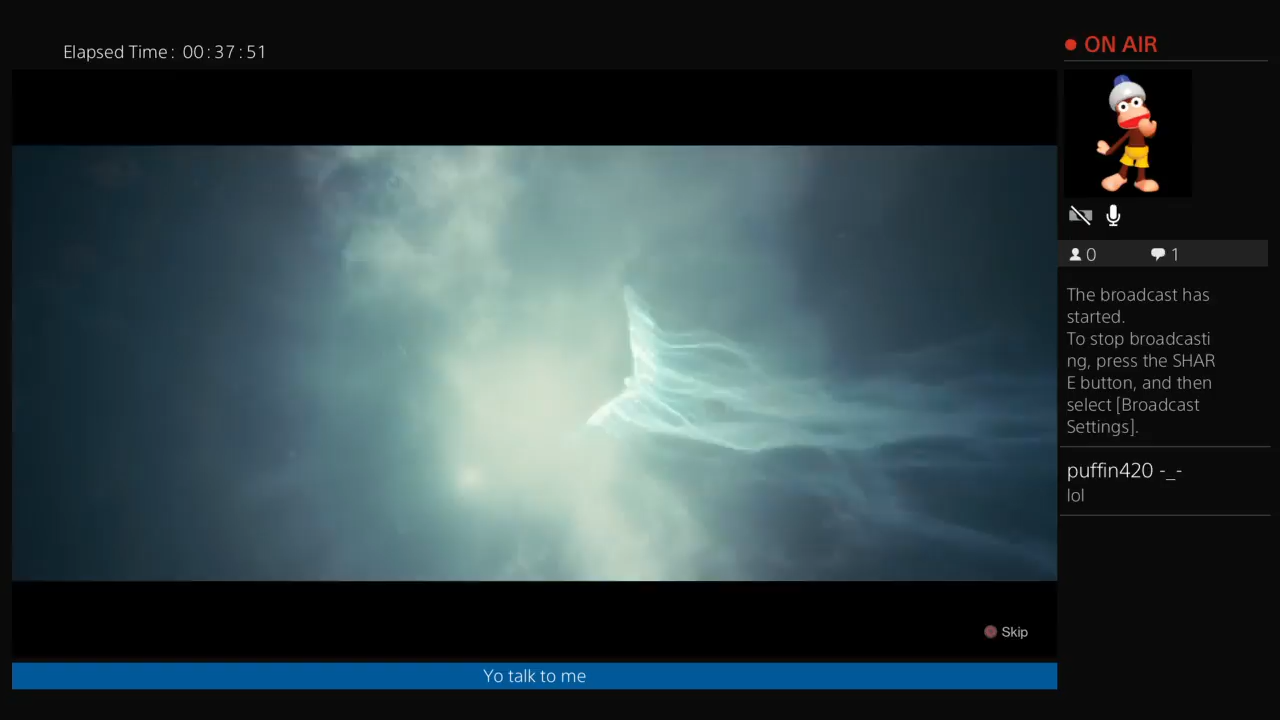 Elapsed Time: 00:37:51
ON AIR
0 1
The broadcast has
started.
To stop broadcasti
ng, press the SHAR
E button, and then
select [Broadcast
Settings].
puffin420 -_-
lol
Skip
Yo talk to me